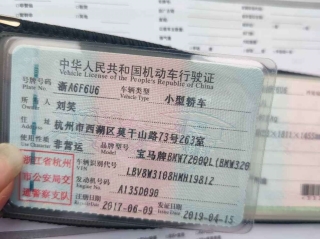 中华人民共和国机动车行驶证
Vehicle License of the People's Republic of China
号牌号码 浙A6F6U6 车辆类型 小型轿车
Plate No. Vehicle Type
所有人 刘笑
Owner
住址 杭州市西湖区莫干山路73号263室
Address
使用性质 非营运 品牌型号 宝马牌BMW7200QL(BMW320
Use Character Model
浙江省杭州 车辆识别代号 LBV8W3108HMH19812
市公安局交 VIN
通警察支队 发动机号码 A135D090
Engine No.
注册日期 2017-06-09 发证日期 2019-04-15
Register Date Issue Date